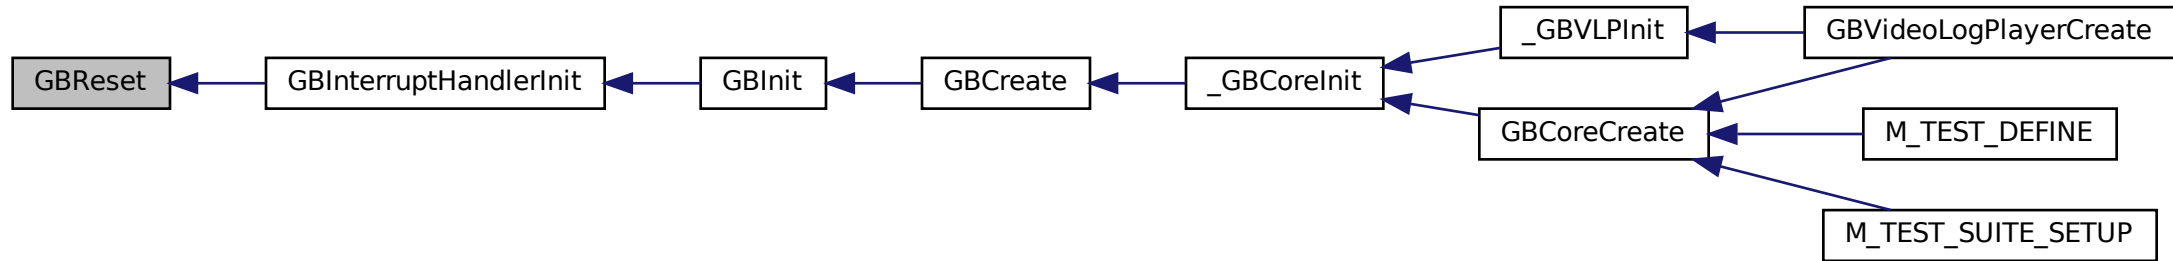 GBReset
GBInterruptHandlerInit
GBInit
GBCreate
_GBCoreInit
_GBVLPInit
GBVideoLogPlayerCreate
GBCoreCreate
M_TEST_DEFINE
M_TEST_SUITE_SETUP